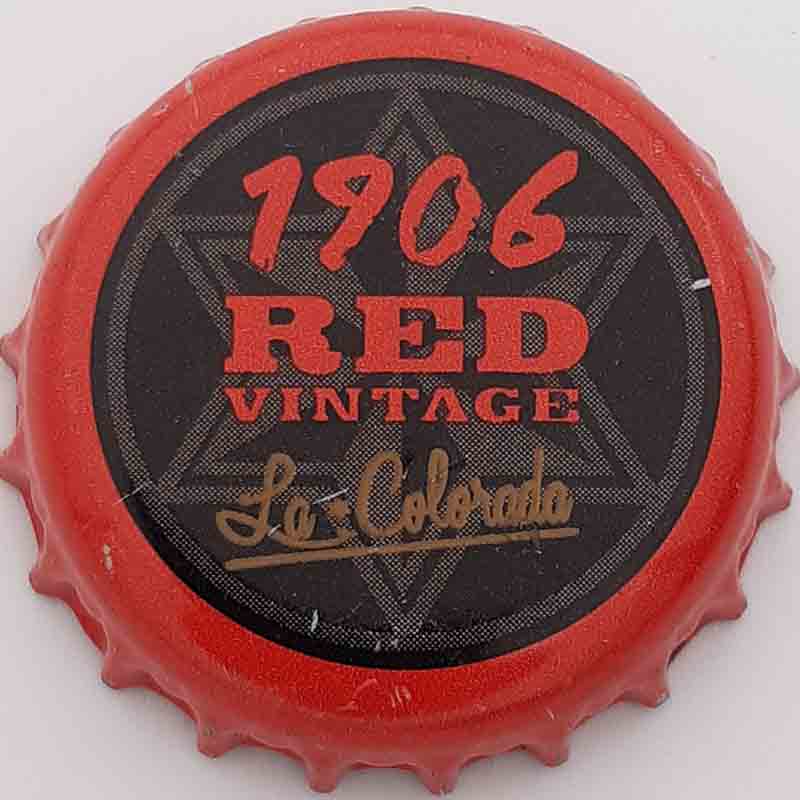 1906
RED
VINTAGE
La Colorada